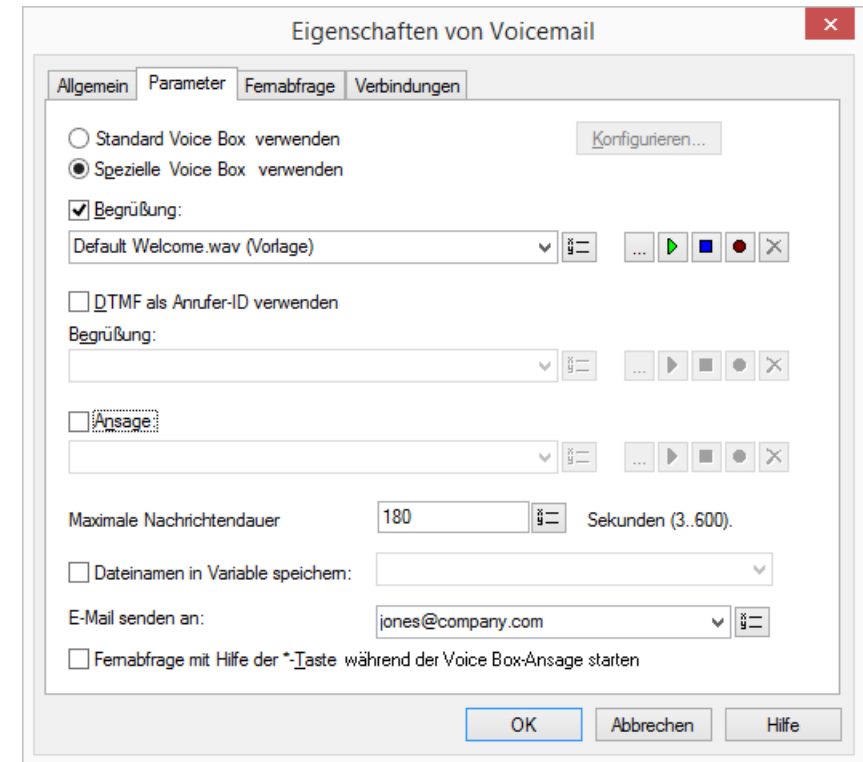 Eigenschaften von Voicemail
Allgemein Parameter Fernabfrage Verbindungen
Standard Voice Box verwenden Konfigurieren...
Spezielle Voice Box verwenden
Begrüßung:
Default Welcome.wav (Vorlage) x y ...
DTMF als Anrufer-ID verwenden
Begrüßung:
x y ...
Ansage:
x y ...
Maximale Nachrichtendauer 180 x y Sekunden (3..600).
Dateinamen in Variable speichern:
E-Mail senden an: jones@company.com x y
Fernabfrage mit Hilfe der *-Taste während der Voice Box-Ansage starten
OK Abbrechen Hilfe